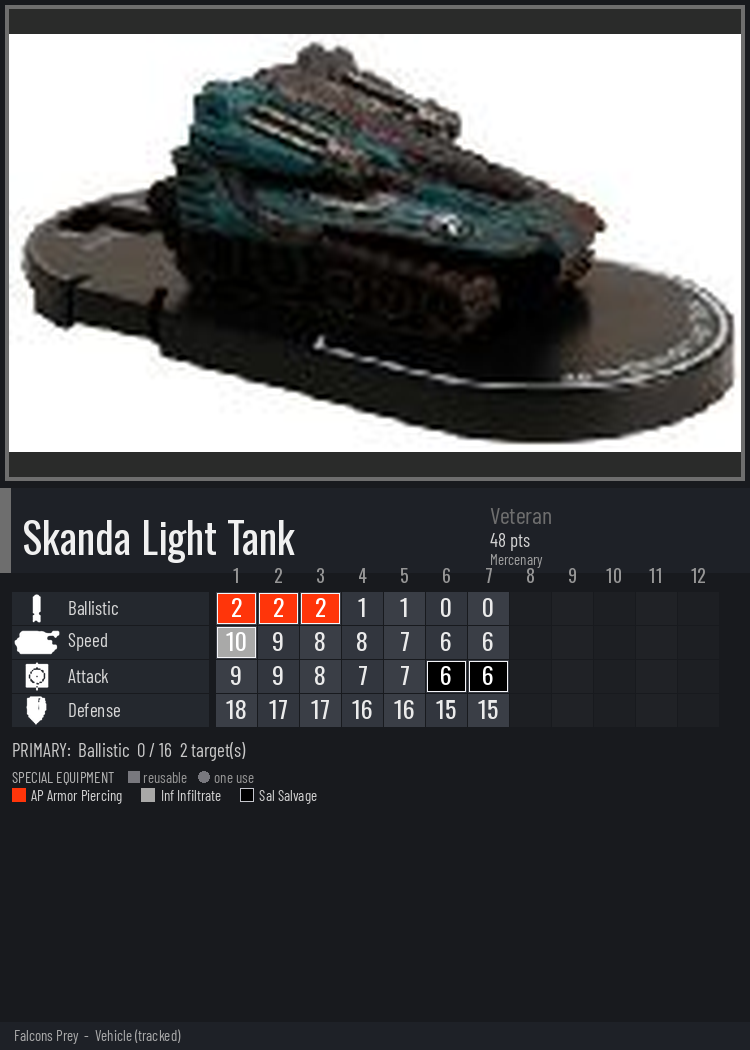 Skanda Light Tank
Veteran
48 pts
Mercenary
1 2 3 4 5 6 7 8 9 10 11 12
Ballistic 2 2 2 1 1 0 0
Speed 10 9 8 8 7 6 6
Attack 9 9 8 7 7 6 6
Defense 18 17 17 16 16 15 15
PRIMARY: Ballistic 0 / 16 2 target(s)
SPECIAL EQUIPMENT reusable one use
AP Armor Piercing Inf Infiltrate Sal Salvage
Falcons Prey - Vehicle (tracked)